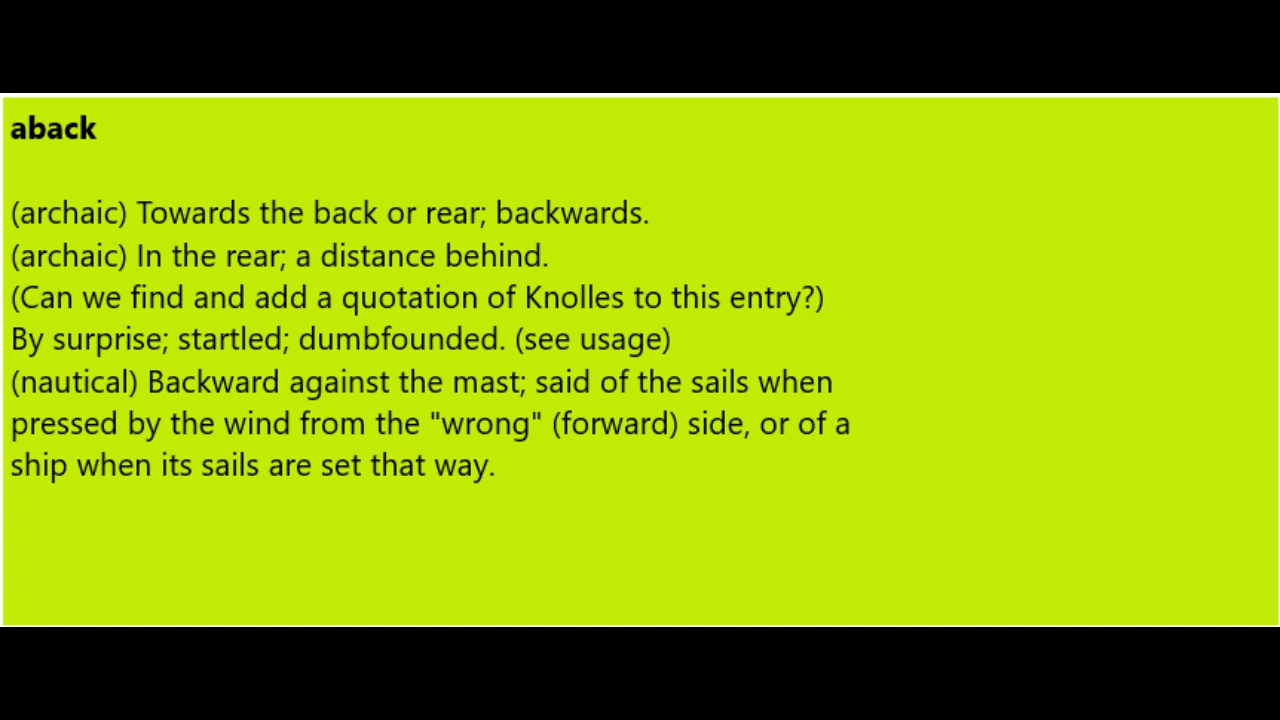 aback
(archaic) Towards the back or rear; backwards.
(archaic) In the rear; a distance behind.
(Can we find and add a quotation of Knolles to this entry?)
By surprise; startled; dumbfounded. (see usage)
(nautical) Backward against the mast; said of the sails when
pressed by the wind from the "wrong" (forward) side, or of a
ship when its sails are set that way.